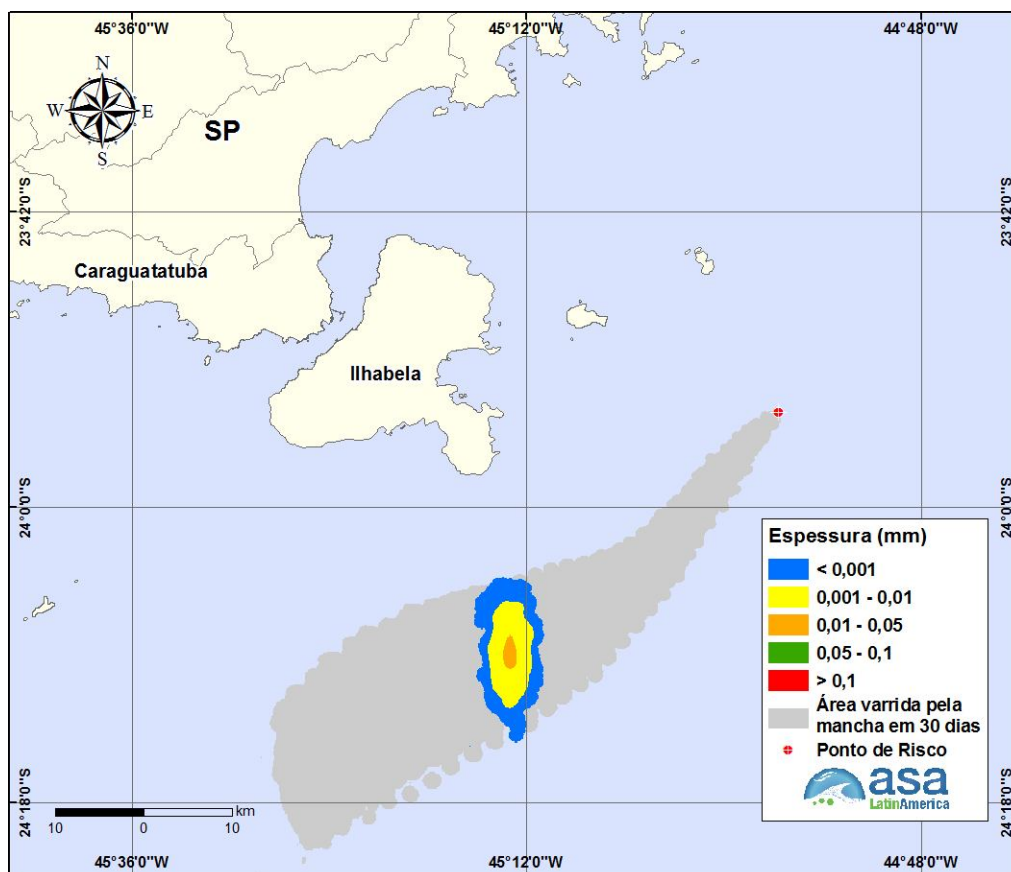 45°36'0"W 45°12'0"W 44°48'0"W
N
W E
S
SP
23°42'0"S 23°42'0"S
Caraguatatuba
Ilhabela
24°0'0"S 24°0'0"S
Espessura (mm)
< 0,001
0,001 - 0,01
0,01 - 0,05
0,05 - 0,1
> 0,1
Área varrida pela
mancha em 30 dias
Ponto de Risco
asa
LatinAmerica
24°18'0"S 24°18'0"S
km
10 0 10
45°36'0"W 45°12'0"W 44°48'0"W